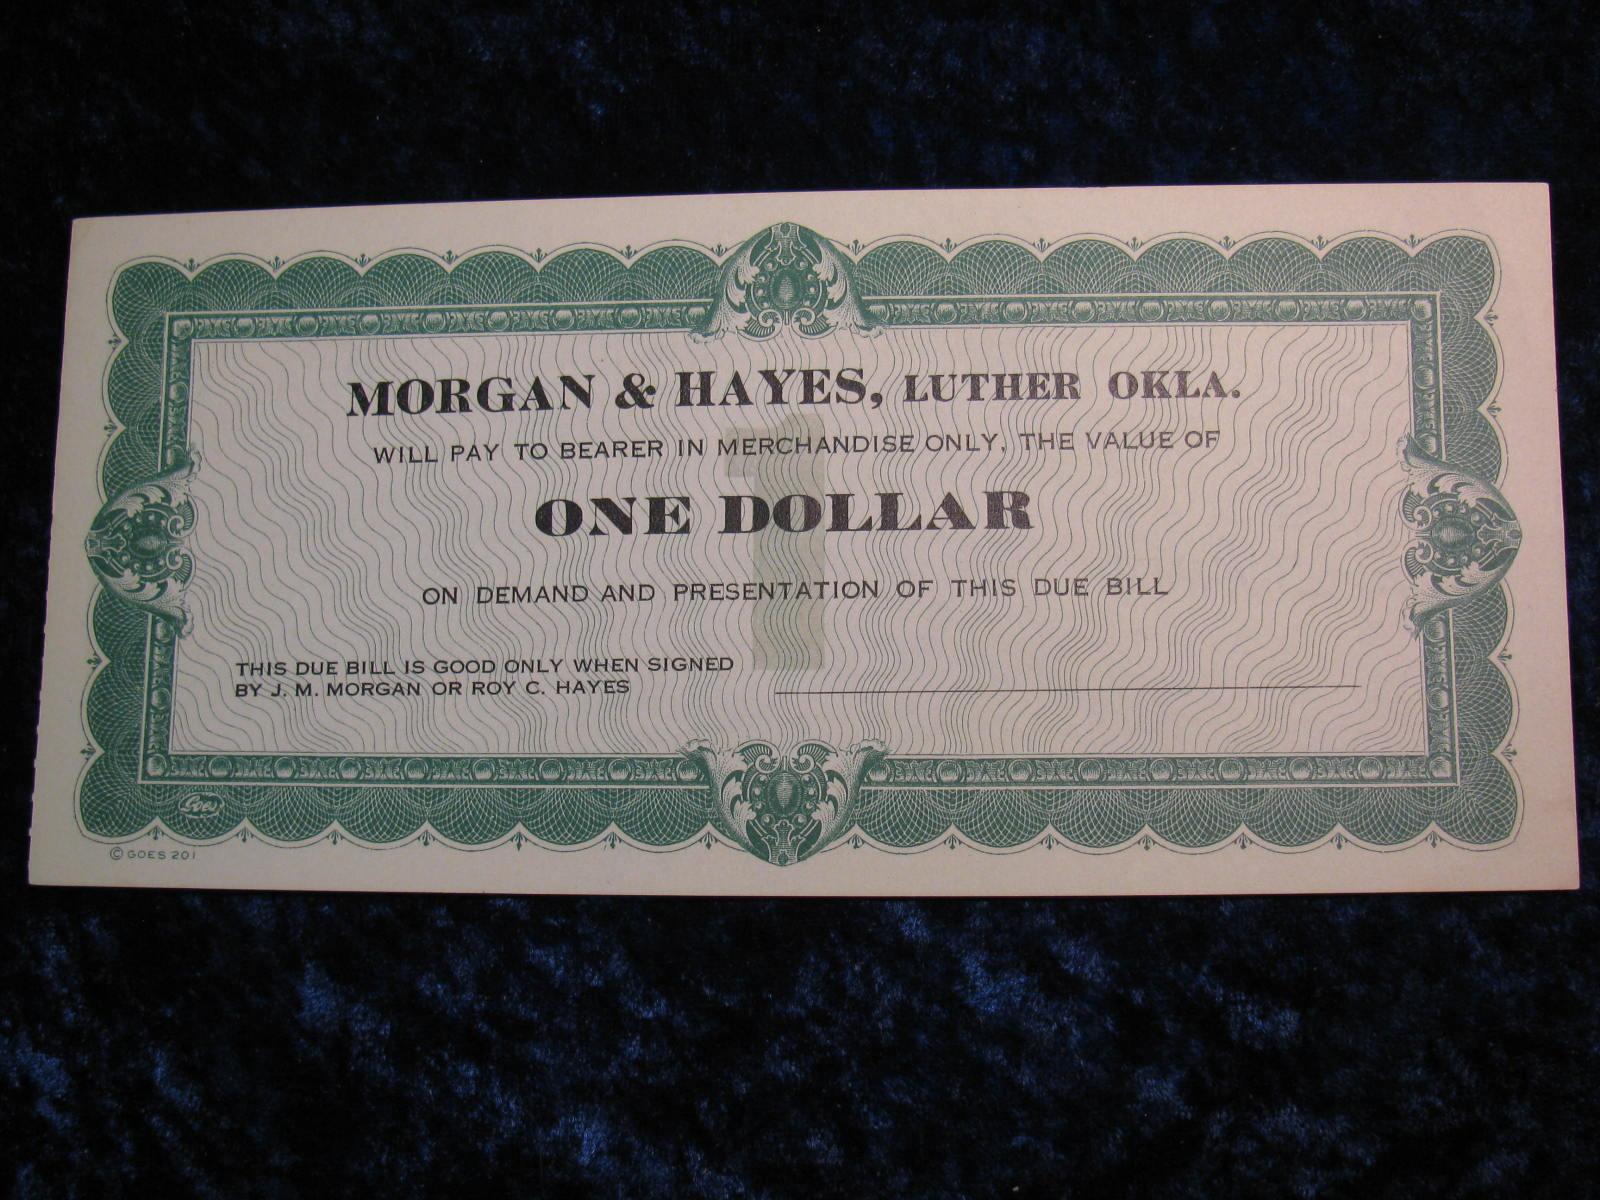 MORGAN & HAYES, LUTHER OKLA.
WILL PAY TO BEARER IN MERCHANDISE ONLY, THE VALUE OF
1
ONE DOLLAR
ON DEMAND AND PRESENTATION OF THIS DUE BILL
THIS DUE BILL IS GOOD ONLY WHEN SIGNED
BY J. M. MORGAN OR ROY C. HAYES
Goes
© GOES 201